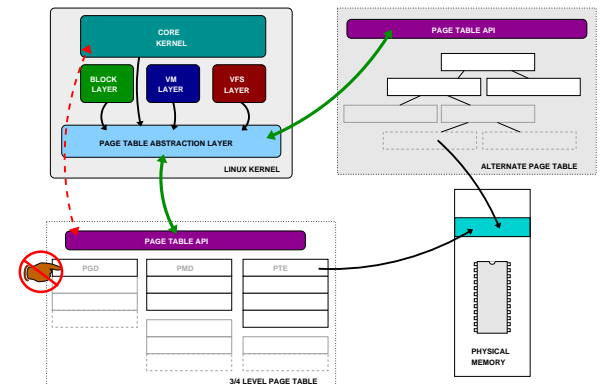 CORE
KERNEL
BLOCK
LAYER
VM
LAYER
VFS
LAYER
PAGE TABLE ABSTRACTION LAYER
LINUX KERNEL
PAGE TABLE API
ALTERNATE PAGE TABLE
PAGE TABLE API
PGD
PMD
PTE
3/4 LEVEL PAGE TABLE
PHYSICAL
MEMORY